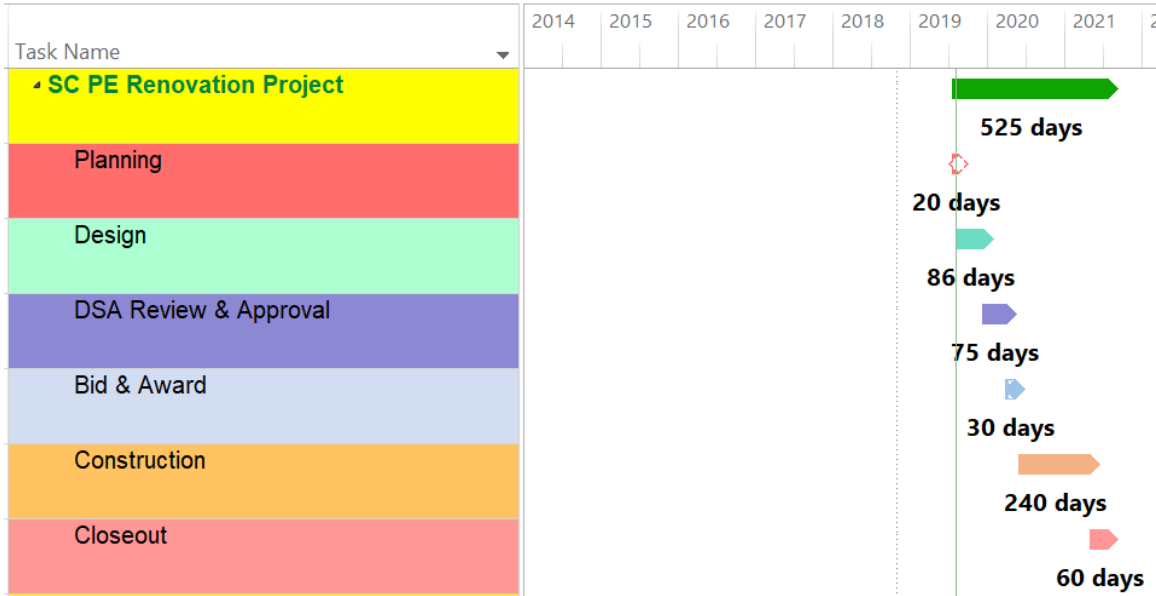 2014 2015 2016 2017 2018 2019 2020 2021
Task Name
SC PE Renovation Project
525 days
Planning
20 days
Design
86 days
DSA Review & Approval
75 days
Bid & Award
30 days
Construction
240 days
Closeout
60 days